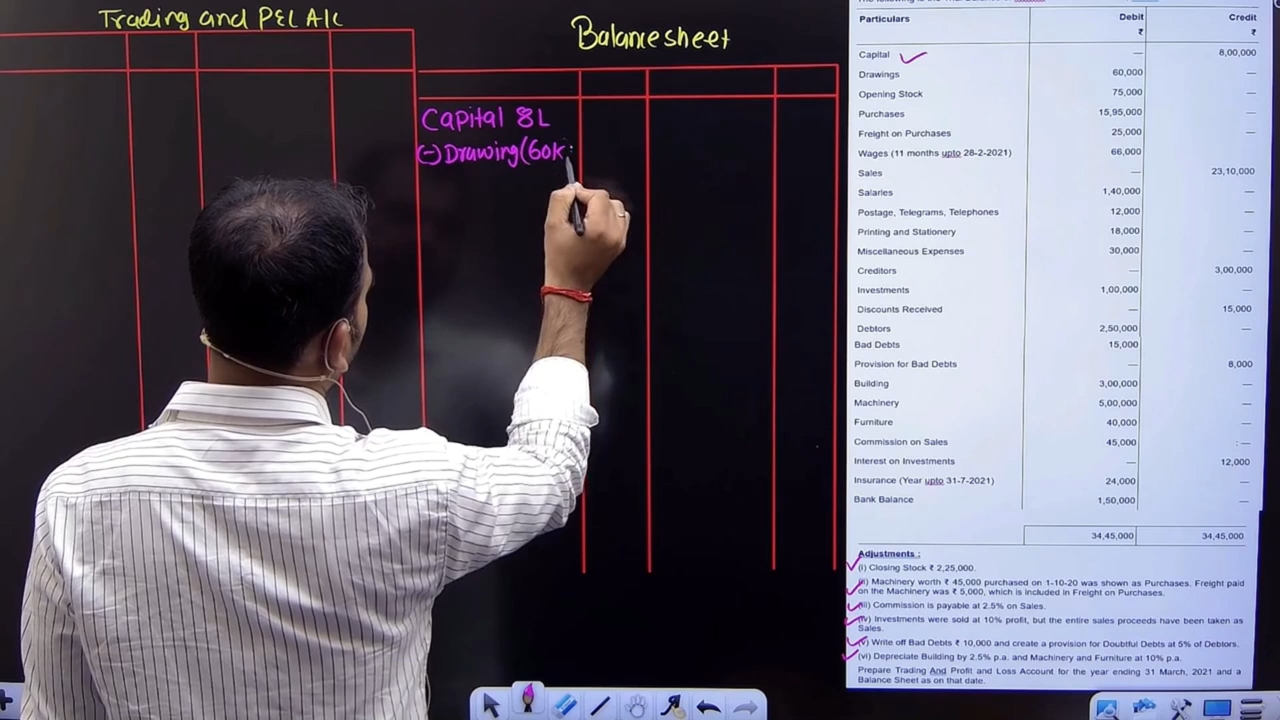 Trading and P&L A/c
Balance sheet
Capital 8L
(-) Drawing (60K
Particulars Debit Credit
₹ ₹
Capital — 8,00,000
Drawings 60,000 —
Opening Stock 75,000 —
Purchases 15,95,000 —
Freight on Purchases 25,000 —
Wages (11 months upto 28-2-2021) 66,000 —
Sales — 23,10,000
Salaries 1,40,000 —
Postage, Telegrams, Telephones 12,000 —
Printing and Stationery 18,000 —
Miscellaneous Expenses 30,000 —
Creditors — 3,00,000
Investments 1,00,000 —
Discounts Received — 15,000
Debtors 2,50,000 —
Bad Debts 15,000 —
Provision for Bad Debts — 8,000
Building 3,00,000 —
Machinery 5,00,000 —
Furniture 40,000 —
Commission on Sales 45,000 : —
Interest on Investments — 12,000
Insurance (Year upto 31-7-2021) 24,000 —
Bank Balance 1,50,000 —
34,45,000 34,45,000
Adjustments :
(i) Closing Stock ₹ 2,25,000.
(ii) Machinery worth ₹ 45,000 purchased on 1-10-20 was shown as Purchases. Freight paid
on the Machinery was ₹ 5,000, which is included in Freight on Purchases.
(iii) Commission is payable at 2.5% on Sales.
(iv) Investments were sold at 10% profit, but the entire sales proceeds have been taken as
Sales.
(v) Write off Bad Debts ₹ 10,000 and create a provision for Doubtful Debts at 5% of Debtors.
(vi) Depreciate Building by 2.5% p.a. and Machinery and Furniture at 10% p.a.
Prepare Trading And Profit and Loss Account for the year ending 31 March, 2021 and a
Balance Sheet as on that date.